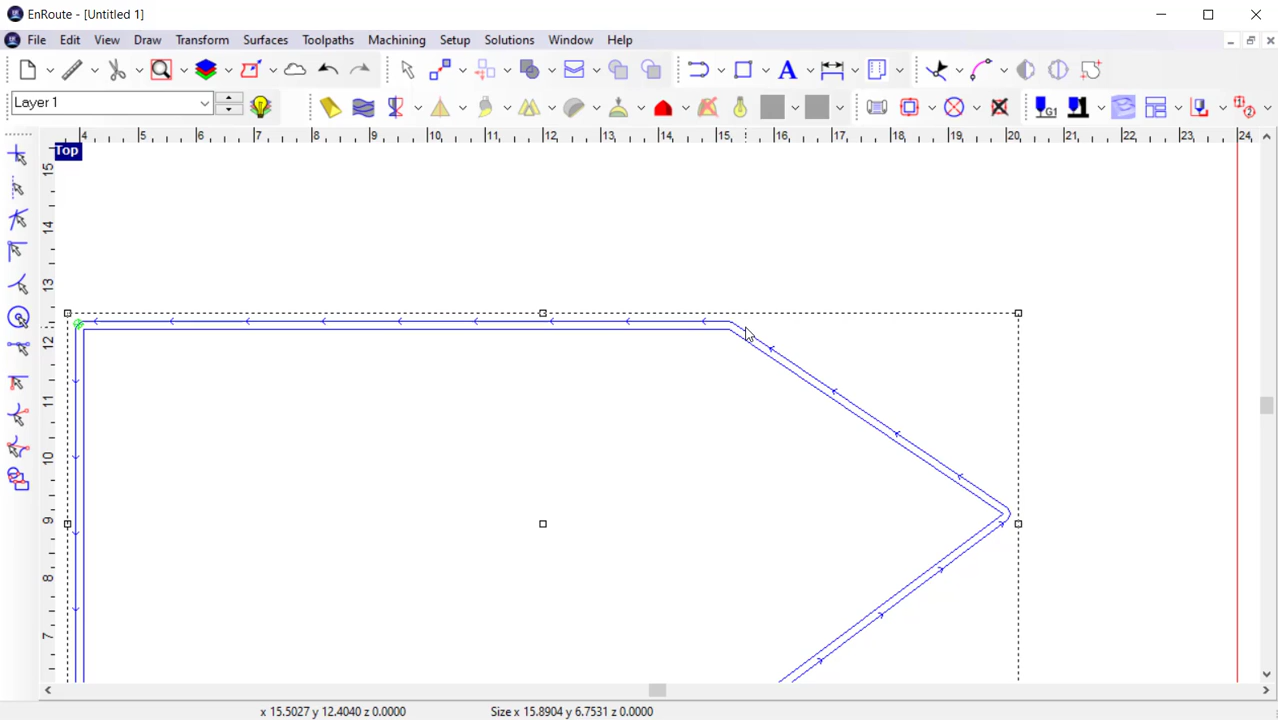 EnRoute - [Untitled 1]
File Edit View Draw Transform Surfaces Toolpaths Machining Setup Solutions Window Help
Layer 1
4 5 6 7 8 9 10 11 12 13 14 15 16 17 18 19 20 21 22 23 24
Top
15
14
13
12
11
10
9
8
7
x 15.5027 y 12.4040 z 0.0000 Size x 15.8904 y 6.7531 z 0.0000